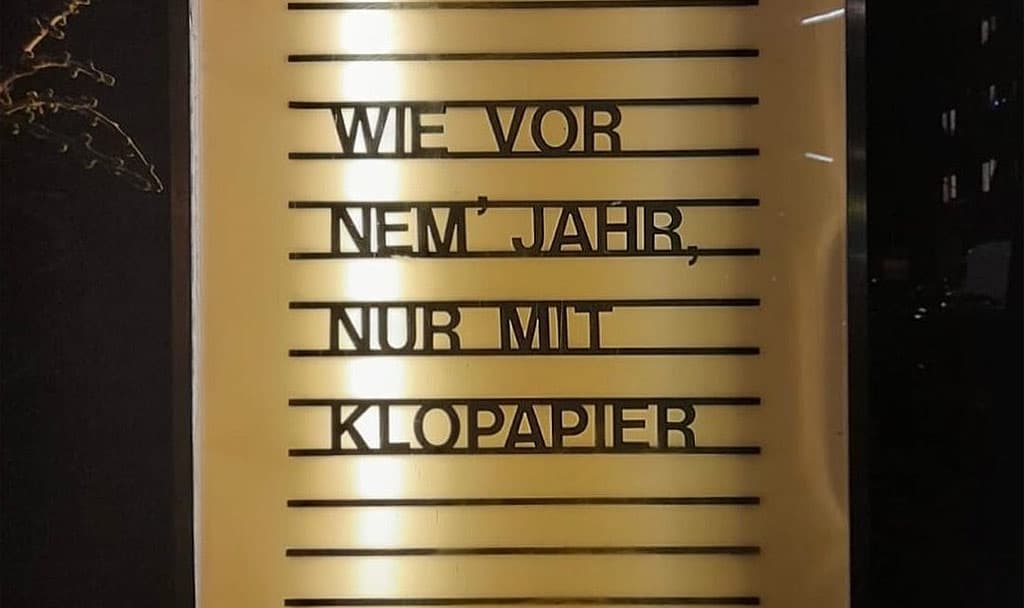 WIE VOR
NEM' JAHR,
NUR MIT
KLOPAPIER